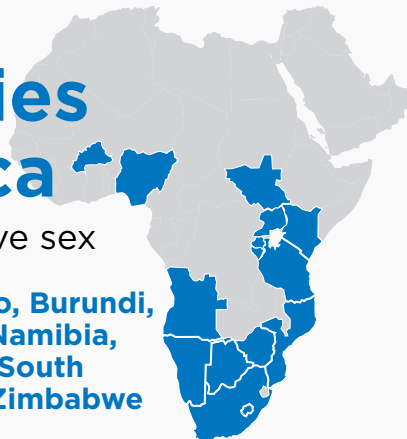 ies
ca
ve sex
o, Burundi,
Namibia,
South
Zimbabwe